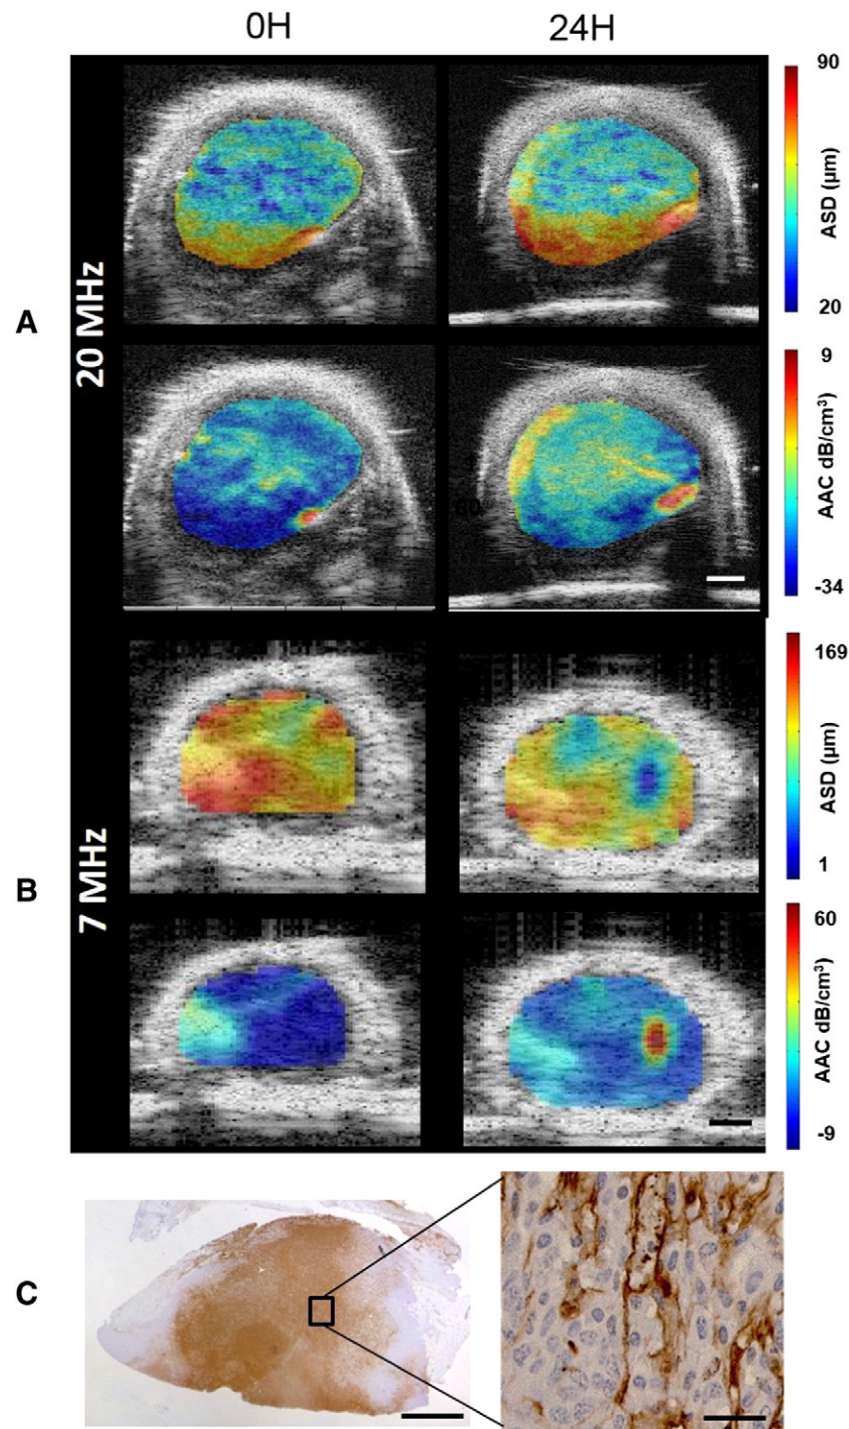 0H 24H
A
20 MHz
90
ASD (µm)
20
9
AAC dB/cm³
-34
B
7 MHz
169
ASD (µm)
1
60
AAC dB/cm³)
-9
C